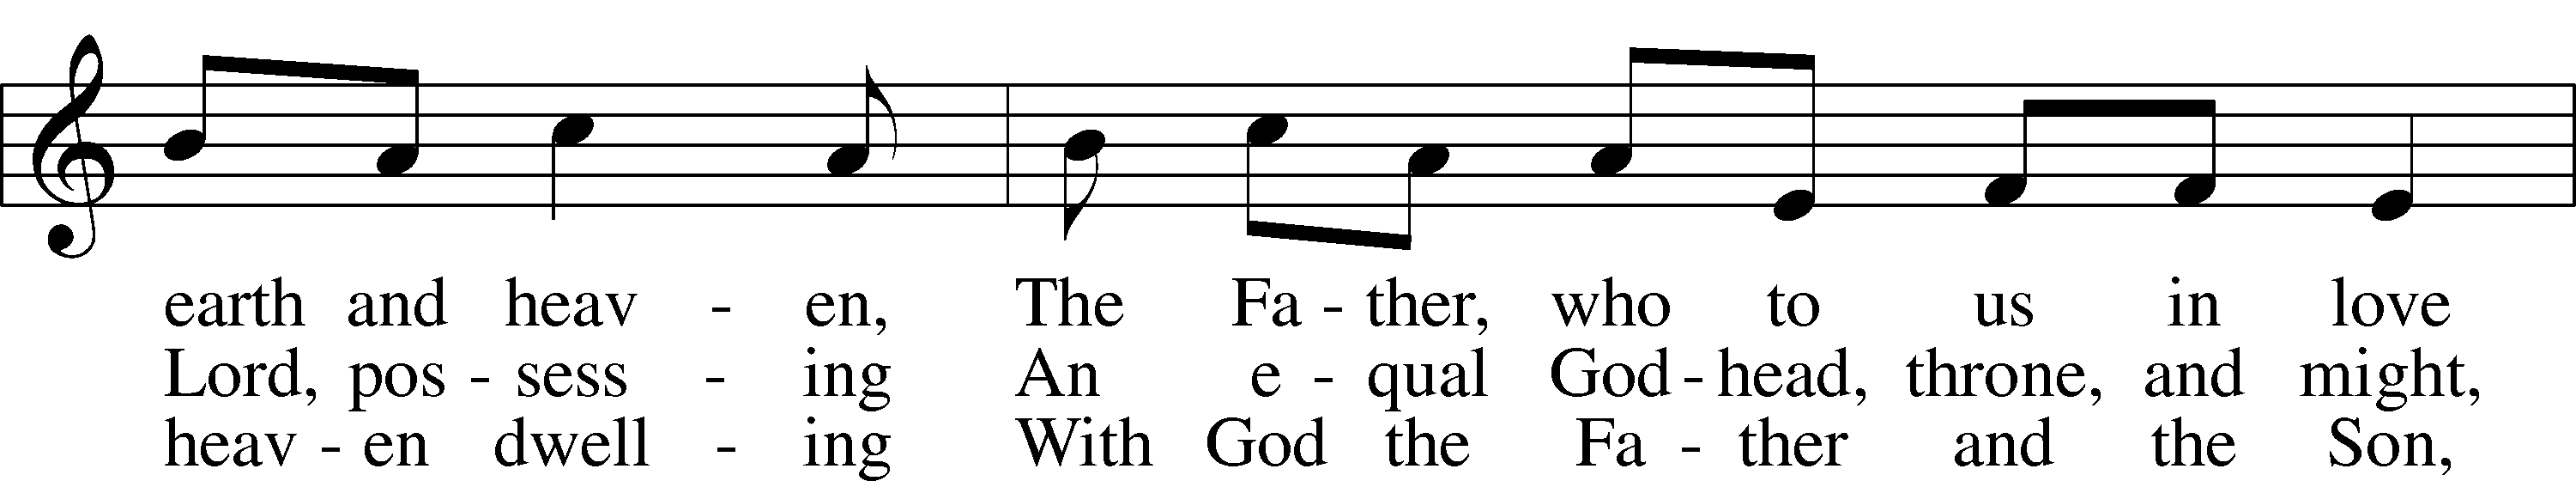 earth and heav - en, The Fa - ther, who to us in love
Lord, pos - sess - ing An e - qual God - head, throne, and might,
heav - en dwell - ing With God the Fa - ther and the Son,